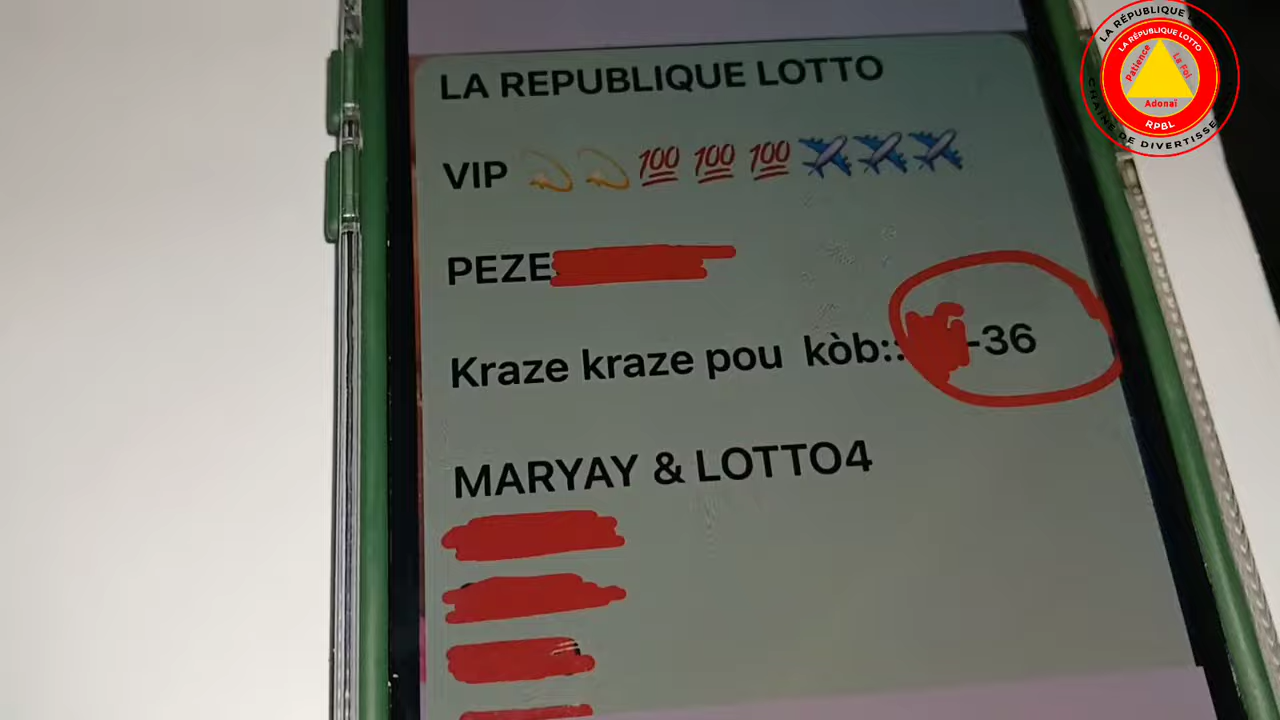 LA REPUBLIQUE LOTTO
VIP 💫💫💯💯💯✈️✈️✈️
PEZE
Kraze kraze pou kòb:: -36
MARYAY & LOTTO4
LA RÉPUBLIQUE
CHAINE DE DIVERTISSE
LA RÉPUBLIQUE LOTTO
Patience
La Foi
Adonaï
RPBL